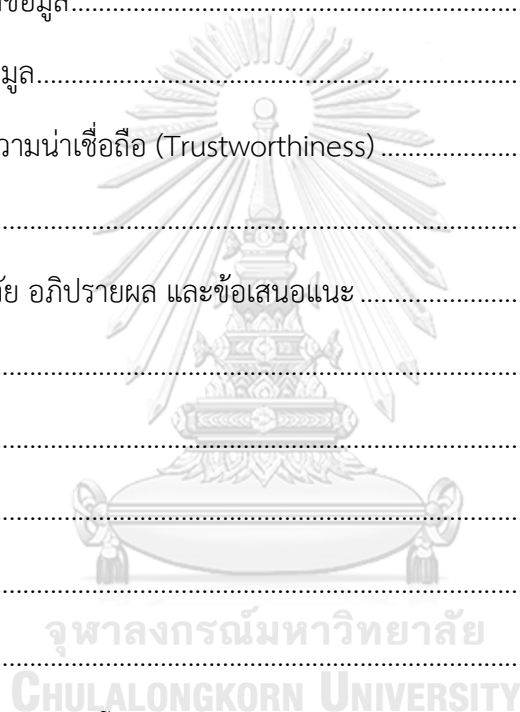 ข้อมูล................................................................
มูล................................................................
วามน่าเชื่อถือ (Trustworthiness) ..........................
................................................................
ัย อภิปรายผล และข้อเสนอแนะ ..............................
................................................................
................................................................
................................................................
................................................................
จุฬาลงกรณ์มหาวิทยาลัย
................................................................
CHULALONGKORN UNIVERSITY